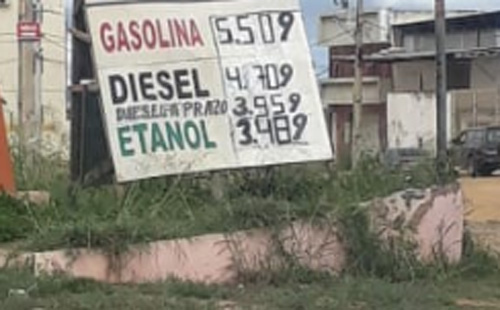 GASOLINA 5.509
DIESEL 4.709
DIESEL A PRAZO 3.959
ETANOL 3.489